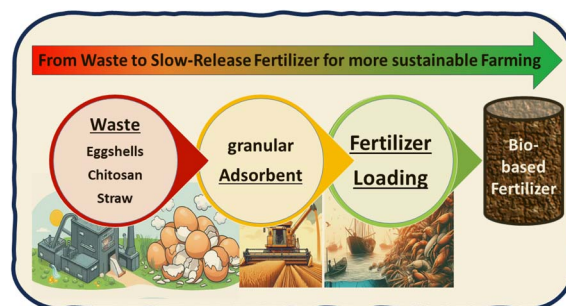 From Waste to Slow-Release Fertilizer for more sustainable Farming
Waste
Eggshells
Chitosan
Straw
granular
Adsorbent
Fertilizer
Loading
Bio-
based
Fertilizer